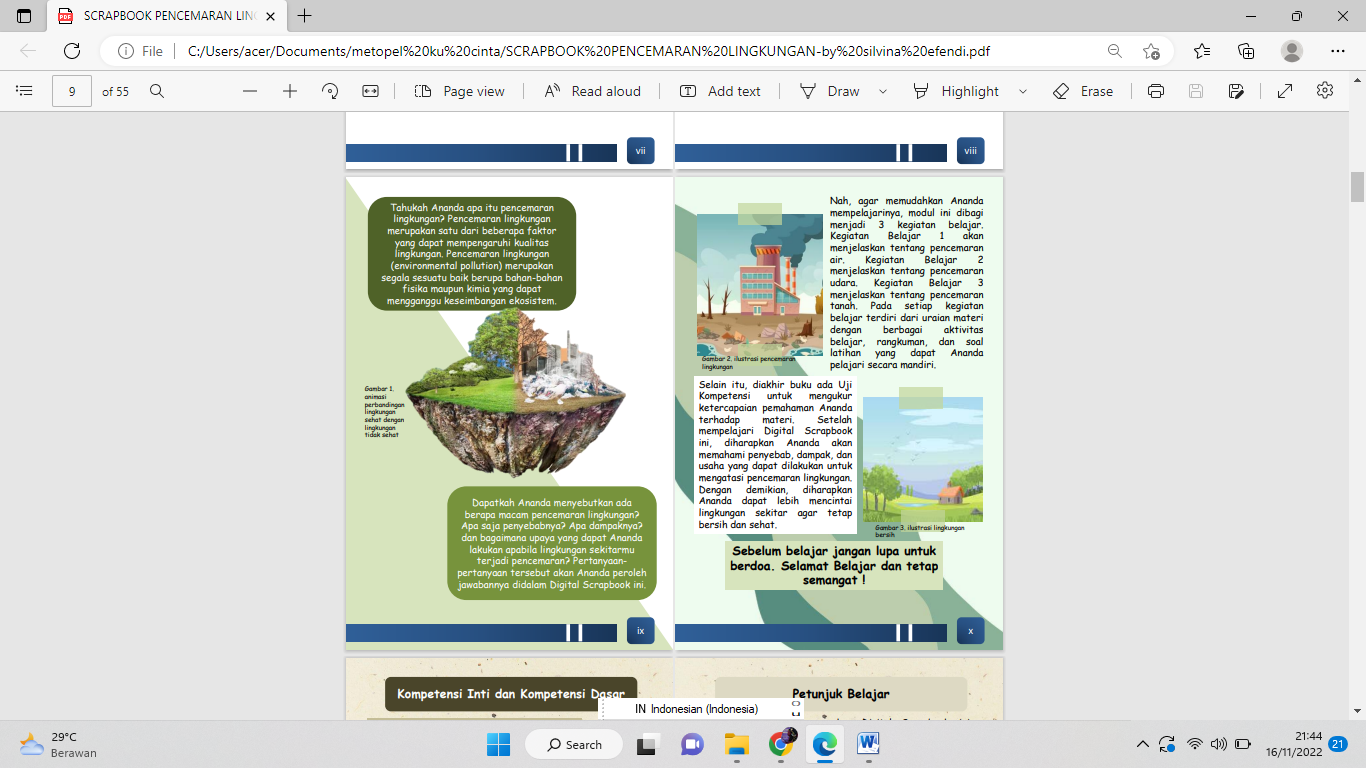 SCRAPBOOK PENCEMARAN LIN
File
C:/Users/acer/Documents/metopel%20ku%20cinta/SCRAPBOOK%20PENCEMARAN%20LINGKUNGAN-by%20silvina%20efendi.pdf
9
of 55
Page view
Read aloud
Add text
Draw
Highlight
Erase
vii
viii
Tahukah Ananda apa itu pencemaran
lingkungan? Pencemaran lingkungan
merupakan satu dari beberapa faktor
yang dapat mempengaruhi kualitas
lingkungan. Pencemaran lingkungan
(environmental pollution) merupakan
segala sesuatu baik berupa bahan-bahan
fisika maupun kimia yang dapat
mengganggu keseimbangan ekosistem.
Gambar 1.
animasi
perbandingan
lingkungan
sehat dengan
lingkungan
tidak sehat
Dapatkah Ananda menyebutkan ada
berapa macam pencemaran lingkungan?
Apa saja penyebabnya? Apa dampaknya?
dan bagaimana upaya yang dapat Ananda
lakukan apabila lingkungan sekitarmu
terjadi pencemaran? Pertanyaan-
pertanyaan tersebut akan Ananda peroleh
jawabannya didalam Digital Scrapbook ini.
ix
Nah, agar memudahkan Ananda
mempelajarinya, modul ini dibagi
menjadi 3 kegiatan belajar.
Kegiatan Belajar 1 akan
menjelaskan tentang pencemaran
air. Kegiatan Belajar 2
menjelaskan tentang pencemaran
udara. Kegiatan Belajar 3
menjelaskan tentang pencemaran
tanah. Pada setiap kegiatan
belajar terdiri dari uraian materi
dengan berbagai aktivitas
belajar, rangkuman, dan soal
latihan yang dapat Ananda
pelajari secara mandiri.
Gambar 2. ilustrasi pencemaran
lingkungan
Selain itu, diakhir buku ada Uji
Kompetensi untuk mengukur
ketercapaian pemahaman Ananda
terhadap materi. Setelah
mempelajari Digital Scrapbook
ini, diharapkan Ananda akan
memahami penyebab, dampak, dan
usaha yang dapat dilakukan untuk
mengatasi pencemaran lingkungan.
Dengan demikian, diharapkan
Ananda dapat lebih mencintai
lingkungan sekitar agar tetap
bersih dan sehat.
Gambar 3. ilustrasi lingkungan
bersih
Sebelum belajar jangan lupa untuk
berdoa. Selamat Belajar dan tetap
semangat !
x
Kompetensi Inti dan Kompetensi Dasar
Petunjuk Belajar
IN Indonesian (Indonesia)
29°C
Berawan
Search
21:44
16/11/2022
21